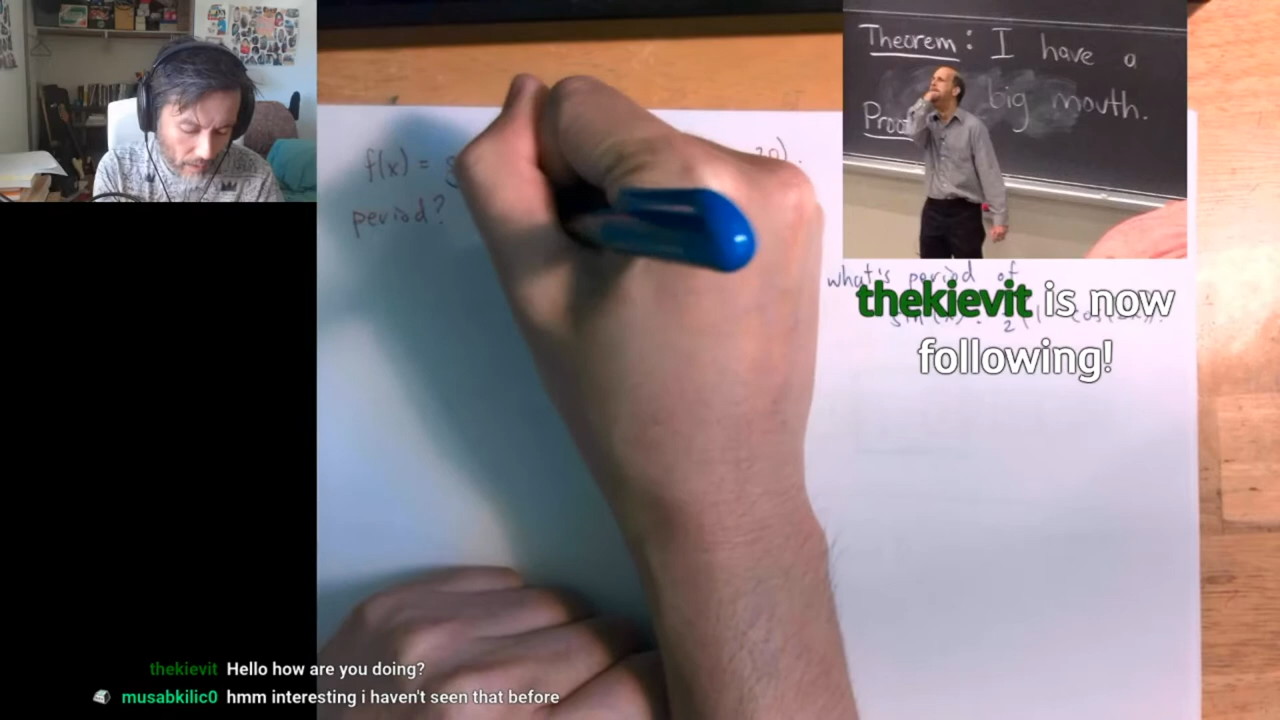 Theorem: I have a
big mouth.
Proof
f(x) =
period?
what's period of
thekievit is now
following!
thekievit Hello how are you doing?
musabkilic0 hmm interesting i haven't seen that before